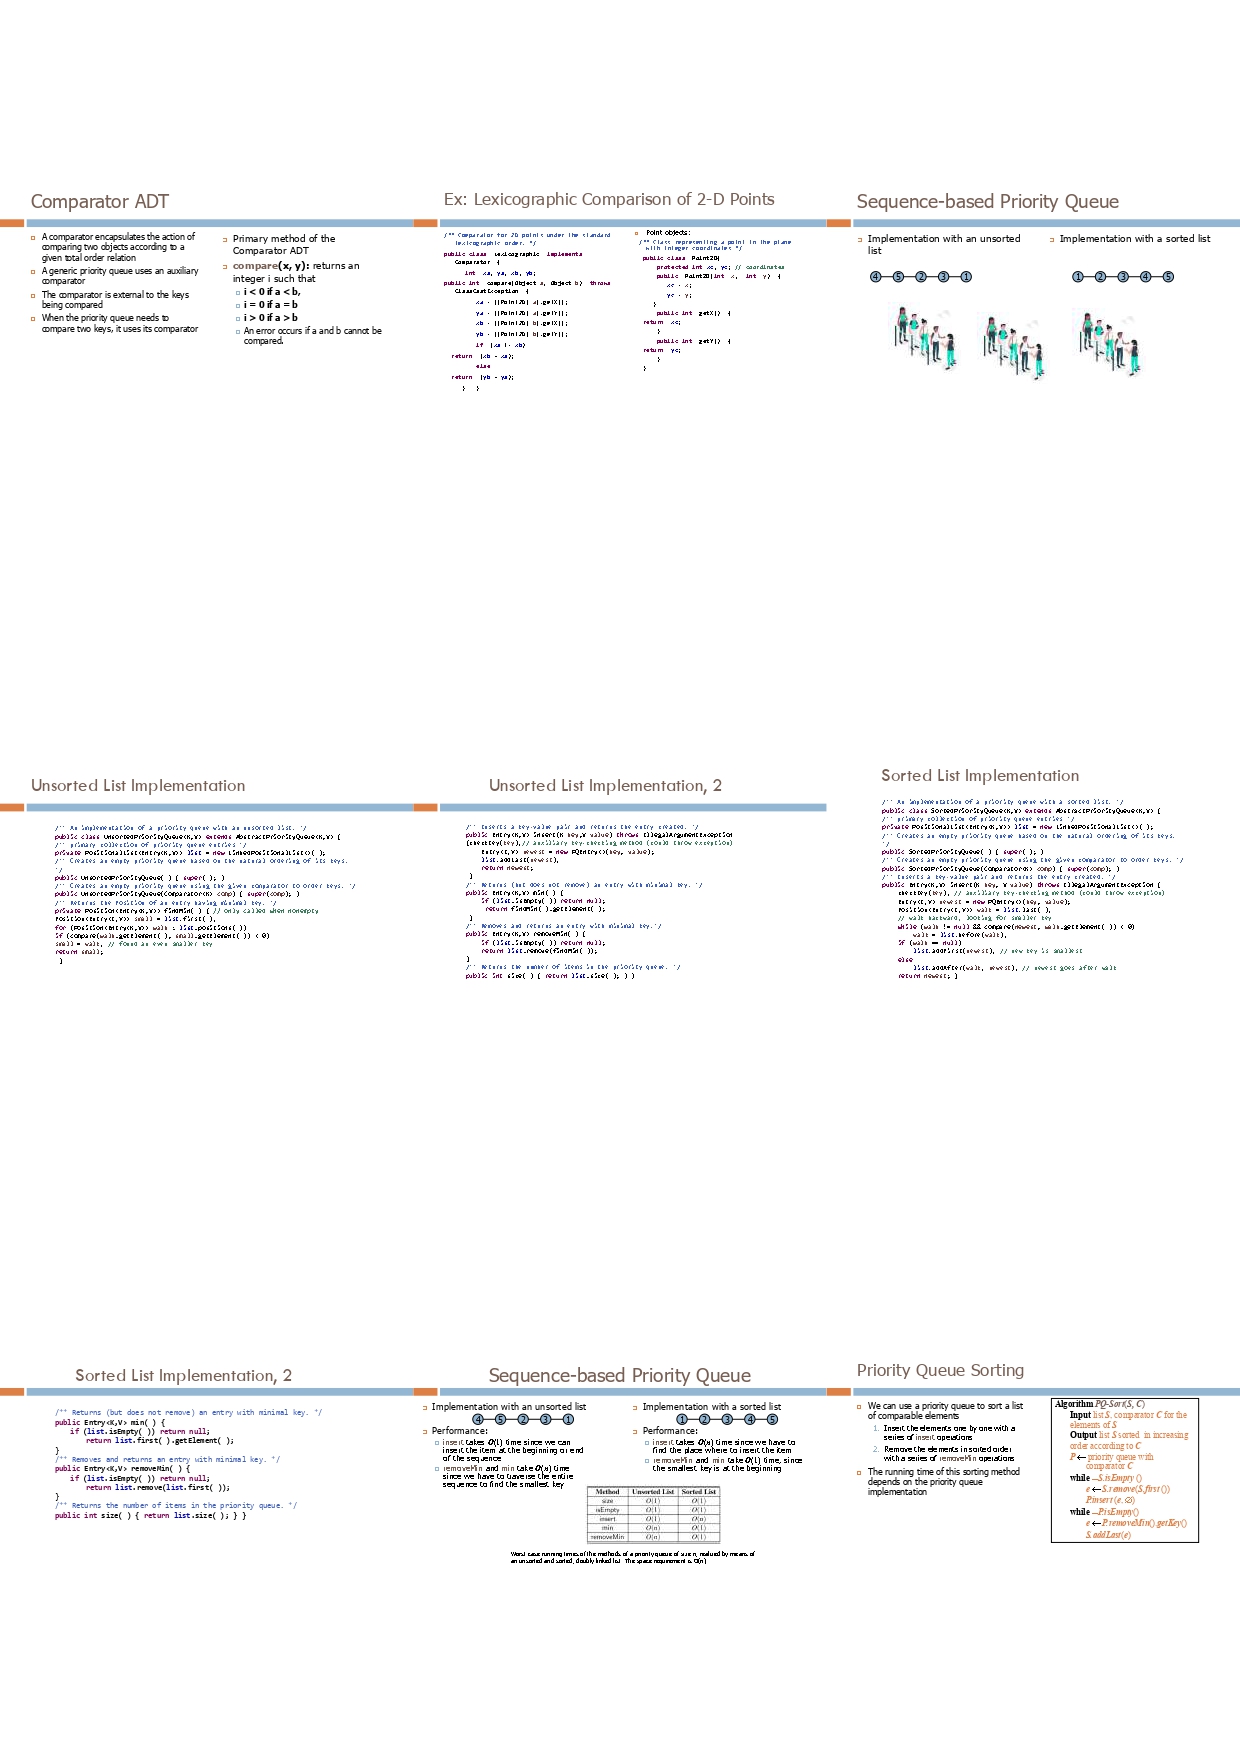 Comparator ADT
A comparator encapsulates the action of
comparing two objects according to a
given total order relation
A generic priority queue uses an auxiliary
comparator
The comparator is external to the keys
being compared
When the priority queue needs to
compare two keys, it uses its comparator
Primary method of the
Comparator ADT
compare(x, y): returns an
integer i such that
i < 0 if a < b,
i = 0 if a = b
i > 0 if a > b
An error occurs if a and b cannot be
compared.
Ex: Lexicographic Comparison of 2-D Points
/** Comparator for 2D points under the standard
lexicographic order. */
public class Lexicographic implements
Comparator {
int xa, ya, xb, yb;
public int compare(Object a, Object b) throws
ClassCastException {
xa = ((Point2D) a).getX();
ya = ((Point2D) a).getY();
xb = ((Point2D) b).getX();
yb = ((Point2D) b).getY();
if (xa != xb)
return (xb - xa);
else
return (yb - ya);
} }
Point objects:
/** Class representing a point in the plane
with integer coordinates */
public class Point2D{
protected int xc, yc; // coordinates
public Point2D(int x, int y) {
xc = x;
yc = y;
}
public int getX() {
return xc;
}
public int getY() {
return yc;
}
}
Sequence-based Priority Queue
Implementation with an unsorted
list
4 5 2 3 1
Implementation with a sorted list
1 2 3 4 5
Unsorted List Implementation
/** An implementation of a priority queue with an unsorted list. */
public class UnsortedPriorityQueue<K,V> extends AbstractPriorityQueue<K,V> {
/** primary collection of priority queue entries */
private PositionalList<Entry<K,V>> list = new LinkedPositionalList<>( );
/** Creates an empty priority queue based on the natural ordering of its keys.
*/
public UnsortedPriorityQueue( ) { super( ); }
/** Creates an empty priority queue using the given comparator to order keys. */
public UnsortedPriorityQueue(Comparator<K> comp) { super(comp); }
/** Returns the Position of an entry having minimal key. */
private Position<Entry<K,V>> findMin( ) { // only called when nonempty
Position<Entry<K,V>> small = list.first( );
for (Position<Entry<K,V>> walk : list.positions( ))
if (compare(walk.getElement( ), small.getElement( )) < 0)
small = walk; // found an even smaller key
return small;
}
Unsorted List Implementation, 2
/** Inserts a key-value pair and returns the entry created. */
public Entry<K,V> insert(K key,V value) throws IllegalArgumentException
{checkKey(key);// auxiliary key-checking method (could throw exception)
Entry<K,V> newest = new PQEntry<>(key, value);
list.addLast(newest);
return newest;
}
/** Returns (but does not remove) an entry with minimal key. */
public Entry<K,V> min( ) {
if (list.isEmpty( )) return null;
return findMin( ).getElement( );
}
/** Removes and returns an entry with minimal key.*/
public Entry<K,V> removeMin( ) {
if (list.isEmpty( )) return null;
return list.remove(findMin( ));
}
/** Returns the number of items in the priority queue. */
public int size( ) { return list.size( ); } }
Sorted List Implementation
/** An implementation of a priority queue with a sorted list. */
public class SortedPriorityQueue<K,V> extends AbstractPriorityQueue<K,V> {
/** primary collection of priority queue entries */
private PositionalList<Entry<K,V>> list = new LinkedPositionalList<>( );
/** Creates an empty priority queue based on the natural ordering of its keys.
*/
public SortedPriorityQueue( ) { super( ); }
/** Creates an empty priority queue using the given comparator to order keys. */
public SortedPriorityQueue(Comparator<K> comp) { super(comp); }
/** Inserts a key-value pair and returns the entry created. */
public Entry<K,V> insert(K key, V value) throws IllegalArgumentException {
checkKey(key); // auxiliary key-checking method (could throw exception)
Entry<K,V> newest = new PQEntry<>(key, value);
Position<Entry<K,V>> walk = list.last( );
// walk backward, looking for smaller key
while (walk != null && compare(newest, walk.getElement( )) < 0)
walk = list.before(walk);
if (walk == null)
list.addFirst(newest); // new key is smallest
else
list.addAfter(walk, newest); // newest goes after walk
return newest; }
Sorted List Implementation, 2
/** Returns (but does not remove) an entry with minimal key. */
public Entry<K,V> min( ) {
if (list.isEmpty( )) return null;
return list.first( ).getElement( );
}
/** Removes and returns an entry with minimal key. */
public Entry<K,V> removeMin( ) {
if (list.isEmpty( )) return null;
return list.remove(list.first( ));
}
/** Returns the number of items in the priority queue. */
public int size( ) { return list.size( ); } }
Sequence-based Priority Queue
Implementation with an unsorted list
4 5 2 3 1
Performance:
insert takes O(1) time since we can
insert the item at the beginning or end
of the sequence
removeMin and min take O(n) time
since we have to traverse the entire
sequence to find the smallest key
Implementation with a sorted list
1 2 3 4 5
Performance:
insert takes O(n) time since we have to
find the place where to insert the item
removeMin and min take O(1) time, since
the smallest key is at the beginning
Method Unsorted List Sorted List
size O(1) O(1)
isEmpty O(1) O(1)
insert O(1) O(n)
min O(n) O(1)
removeMin O(n) O(1)
Worst-case running times of the methods of a priority queue of size n, realized by means of
an unsorted and sorted, doubly linked list. The space requirement is O(n)
Priority Queue Sorting
We can use a priority queue to sort a list
of comparable elements
1. Insert the elements one by one with a
series of insert operations
2. Remove the elements in sorted order
with a series of removeMin operations
The running time of this sorting method
depends on the priority queue
implementation
Algorithm PQ-Sort(S, C)
Input list S, comparator C for the
elements of S
Output list S sorted in increasing
order according to C
P ← priority queue with
comparator C
while ¬S.isEmpty ()
e ← S.remove(S.first ())
P.insert (e, ∅)
while ¬P.isEmpty()
e ← P.removeMin().getKey()
S.addLast(e)